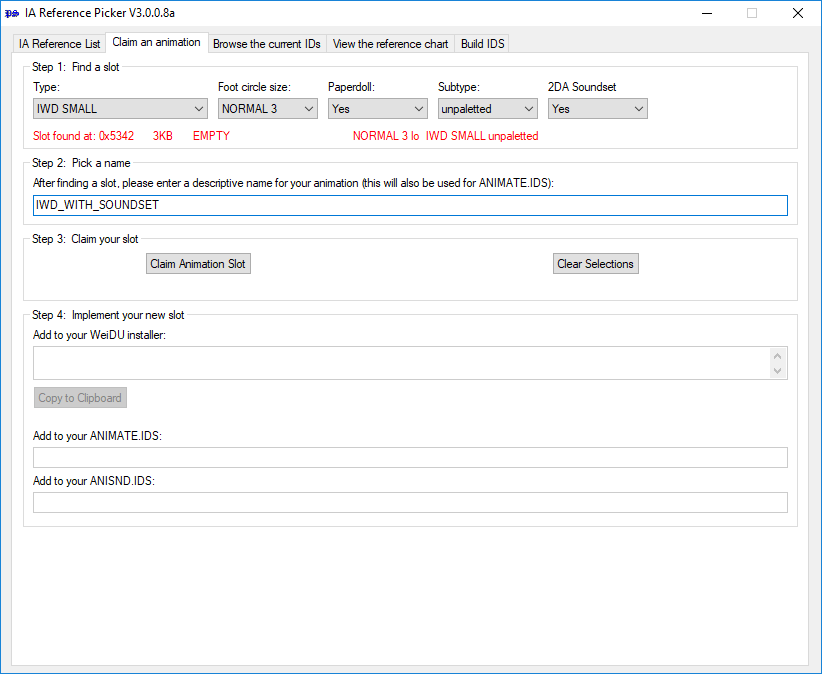 IA Reference Picker V3.0.0.8a
IA Reference List Claim an animation Browse the current IDs View the reference chart Build IDS
Step 1: Find a slot
Type: Foot circle size: Paperdoll: Subtype: 2DA Soundset
IWD SMALL NORMAL 3 Yes unpaletted Yes
Slot found at: 0x5342 3KB EMPTY NORMAL 3 lo IWD SMALL unpaletted
Step 2: Pick a name
After finding a slot, please enter a descriptive name for your animation (this will also be used for ANIMATE.IDS):
IWD_WITH_SOUNDSET
Step 3: Claim your slot
Claim Animation Slot Clear Selections
Step 4: Implement your new slot
Add to your WeiDU installer:
Copy to Clipboard
Add to your ANIMATE.IDS:
Add to your ANISND.IDS: